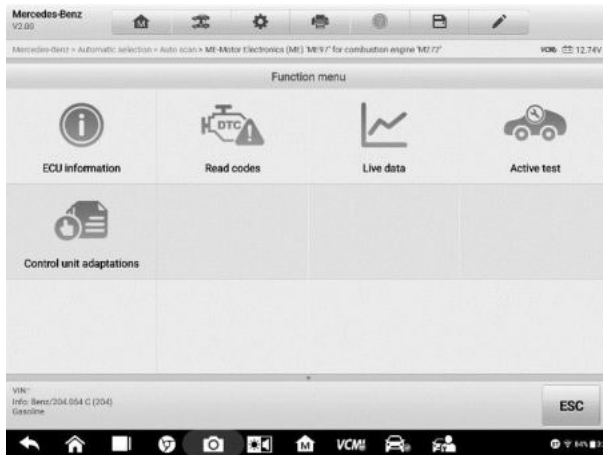 Mercedes-Benz
V2.00
Mercedes-Benz > Automatic selection > Auto scan > ME-Motor Electronics (ME) 'ME97' for combustion engine 'M272'
12.74V
Function menu
DTC
ECU information
Read codes
Live data
Active test
Control unit adaptations
VIN:
Info: Benz/204.054 C (204)
Gasoline
ESC
VCMI